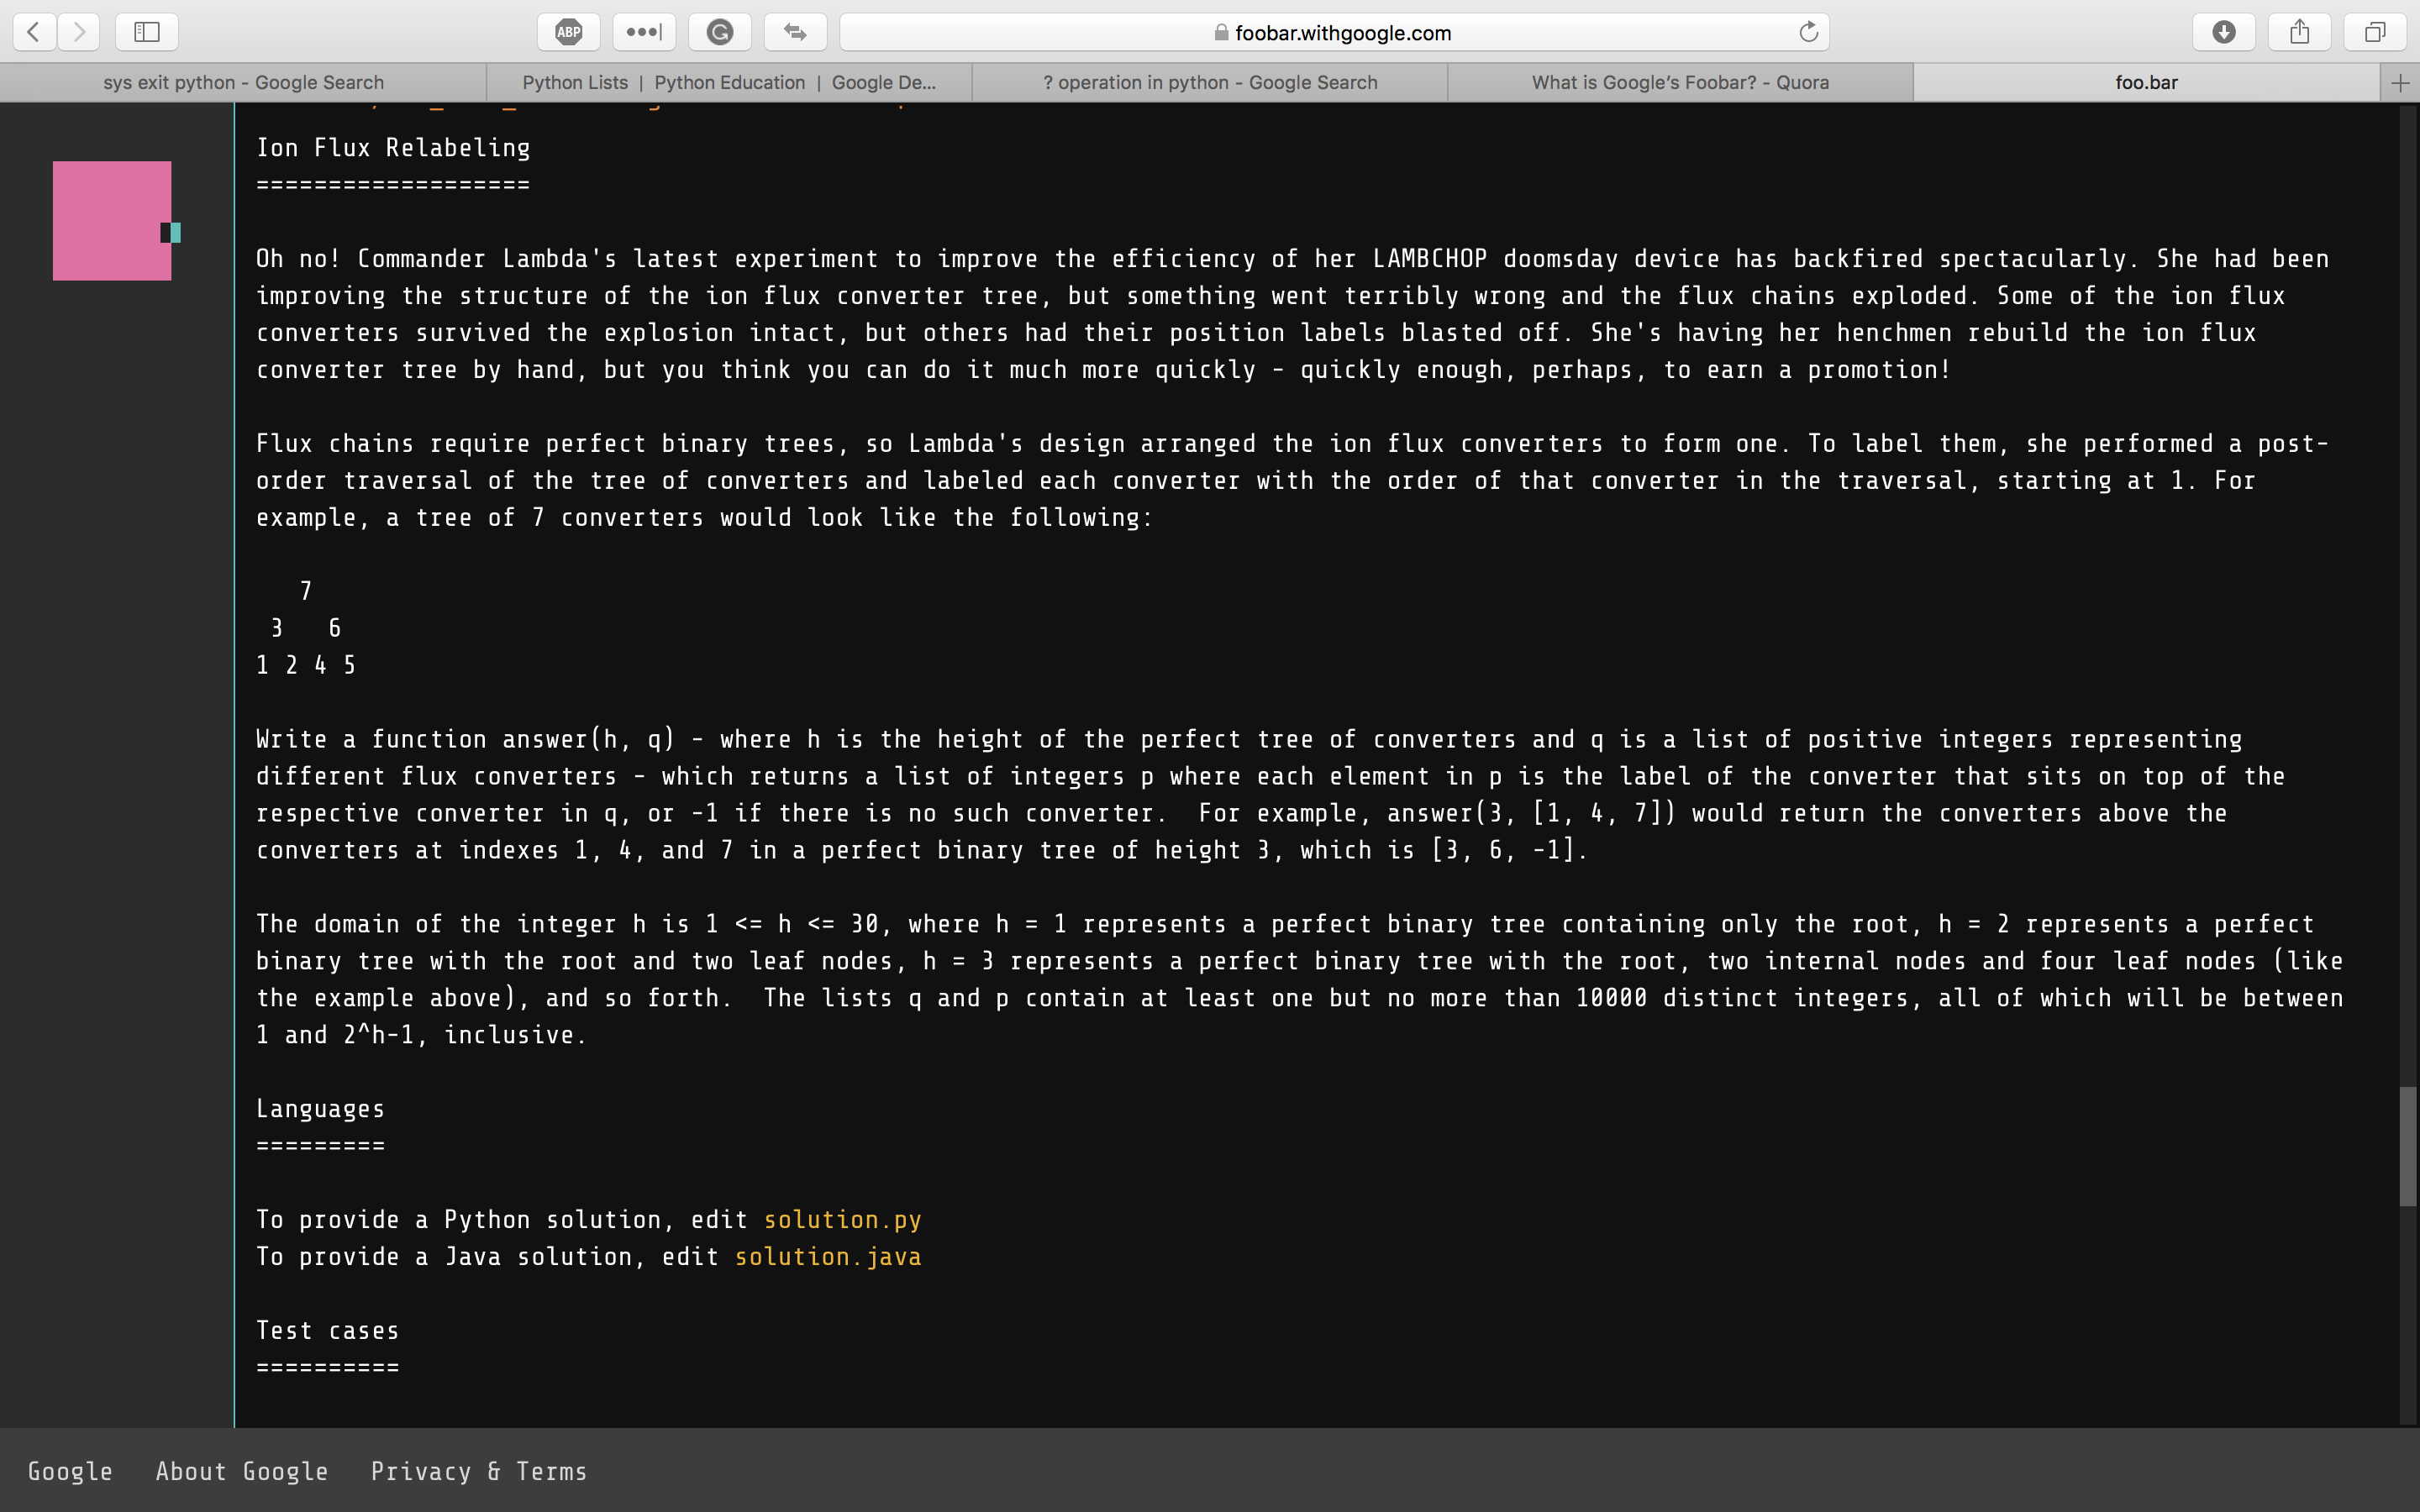 ABP
foobar.withgoogle.com
sys exit python - Google Search
Python Lists | Python Education | Google De...
? operation in python - Google Search
What is Google's Foobar? - Quora
foo.bar
Ion Flux Relabeling
===================
Oh no! Commander Lambda's latest experiment to improve the efficiency of her LAMBCHOP doomsday device has backfired spectacularly. She had been
improving the structure of the ion flux converter tree, but something went terribly wrong and the flux chains exploded. Some of the ion flux
converters survived the explosion intact, but others had their position labels blasted off. She's having her henchmen rebuild the ion flux
converter tree by hand, but you think you can do it much more quickly - quickly enough, perhaps, to earn a promotion!
Flux chains require perfect binary trees, so Lambda's design arranged the ion flux converters to form one. To label them, she performed a post-
order traversal of the tree of converters and labeled each converter with the order of that converter in the traversal, starting at 1. For
example, a tree of 7 converters would look like the following:
7
3 6
1 2 4 5
Write a function answer(h, q) - where h is the height of the perfect tree of converters and q is a list of positive integers representing
different flux converters - which returns a list of integers p where each element in p is the label of the converter that sits on top of the
respective converter in q, or -1 if there is no such converter.  For example, answer(3, [1, 4, 7]) would return the converters above the
converters at indexes 1, 4, and 7 in a perfect binary tree of height 3, which is [3, 6, -1].
The domain of the integer h is 1 <= h <= 30, where h = 1 represents a perfect binary tree containing only the root, h = 2 represents a perfect
binary tree with the root and two leaf nodes, h = 3 represents a perfect binary tree with the root, two internal nodes and four leaf nodes (like
the example above), and so forth.  The lists q and p contain at least one but no more than 10000 distinct integers, all of which will be between
1 and 2^h-1, inclusive.
Languages
=========
To provide a Python solution, edit solution.py
To provide a Java solution, edit solution.java
Test cases
==========
Google About Google Privacy & Terms